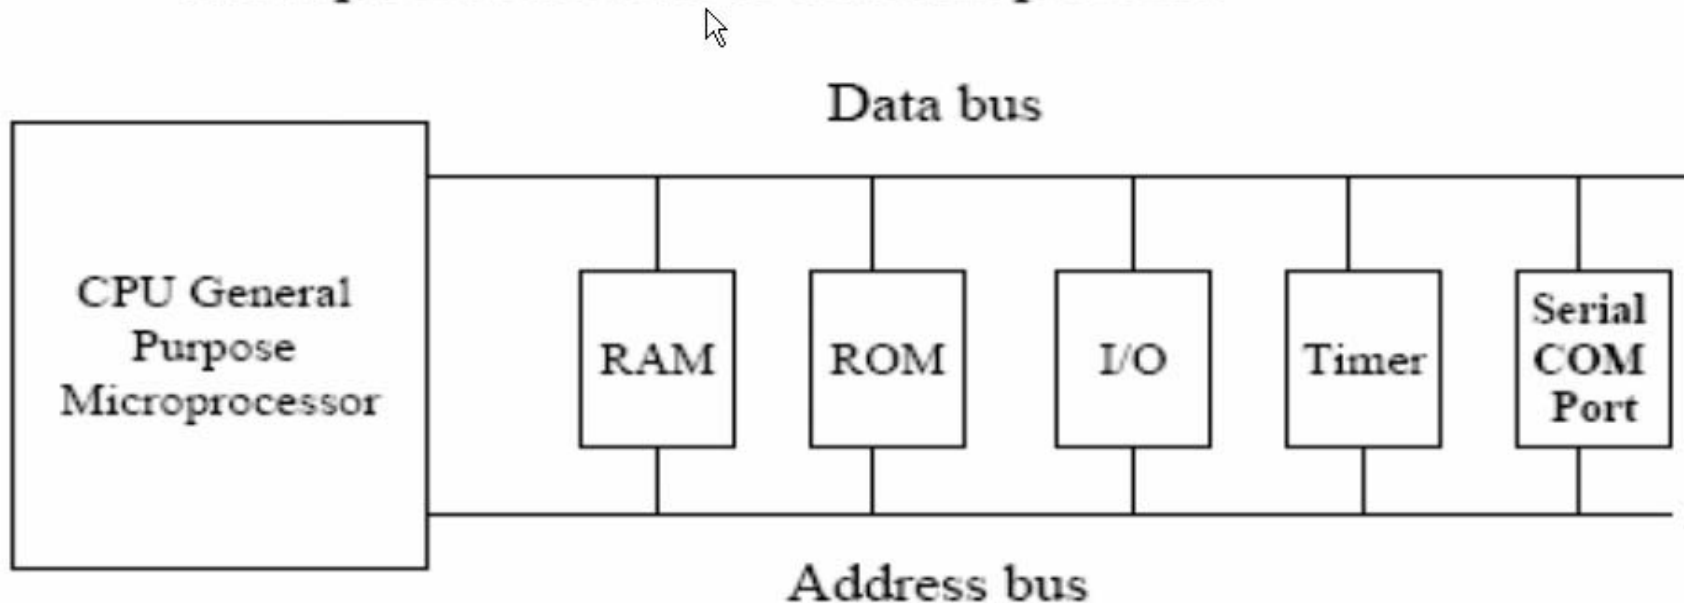 Data bus
CPU General
Purpose
Microprocessor
RAM
ROM
I/O
Timer
Serial
COM
Port
Address bus